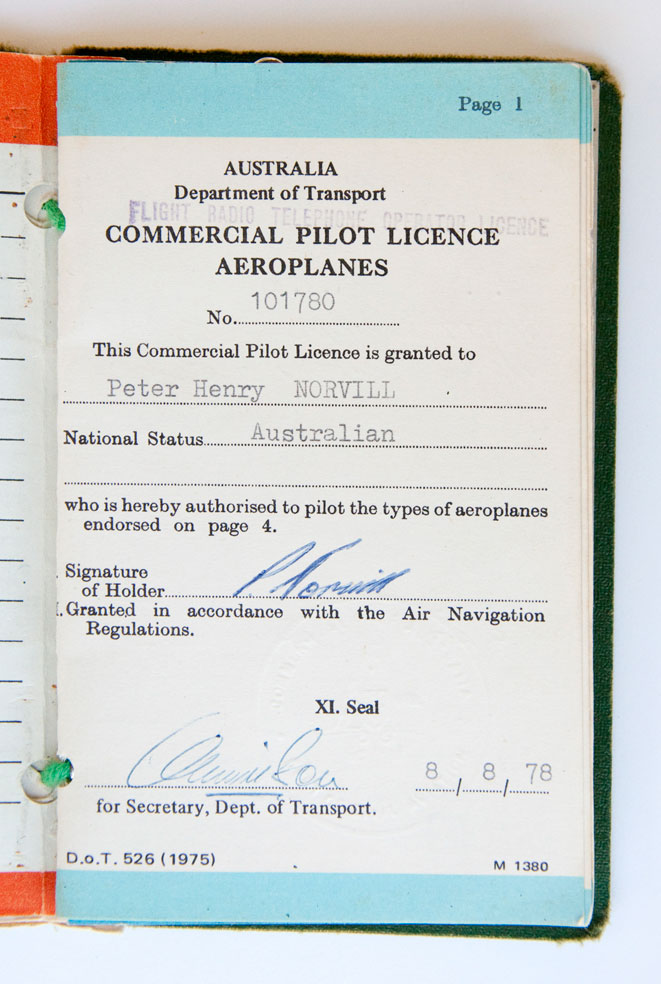 Page 1
AUSTRALIA
Department of Transport
FLIGHT RADIO TELEPHONE OPERATOR LICENCE
COMMERCIAL PILOT LICENCE
AEROPLANES
No. 101780
This Commercial Pilot Licence is granted to
Peter Henry NORVILL
National Status Australian
who is hereby authorised to pilot the types of aeroplanes
endorsed on page 4.
Signature
of Holder P. Norvill
Granted in accordance with the Air Navigation
Regulations.
XI. Seal
8 / 8 / 78
for Secretary, Dept. of Transport.
D.o.T. 526 (1975)
M 1380